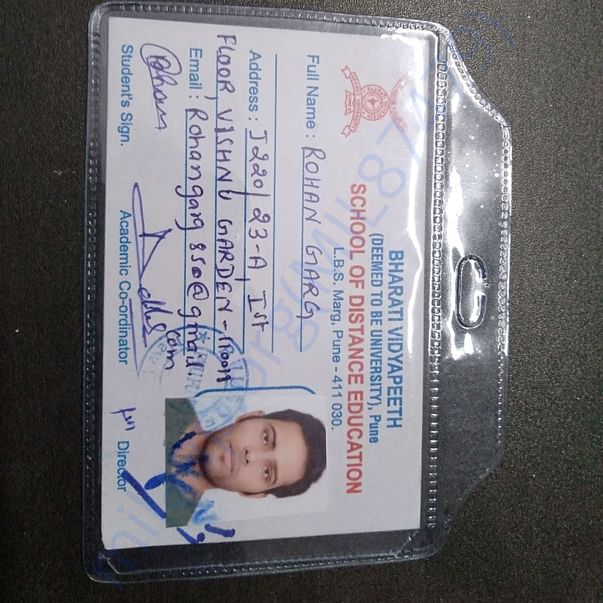 BHARATI VIDYAPEETH
(DEEMED TO BE UNIVERSITY), Pune
SCHOOL OF DISTANCE EDUCATION
L.B.S. Marg, Pune - 411 030.
Full Name : ROHAN GARG
Address : J220/23-A, Ist
FLOOR, VISHNU GARDEN-
Email : Rohangarg850@gmail.
com
Student's Sign. Academic Co-ordinator Director